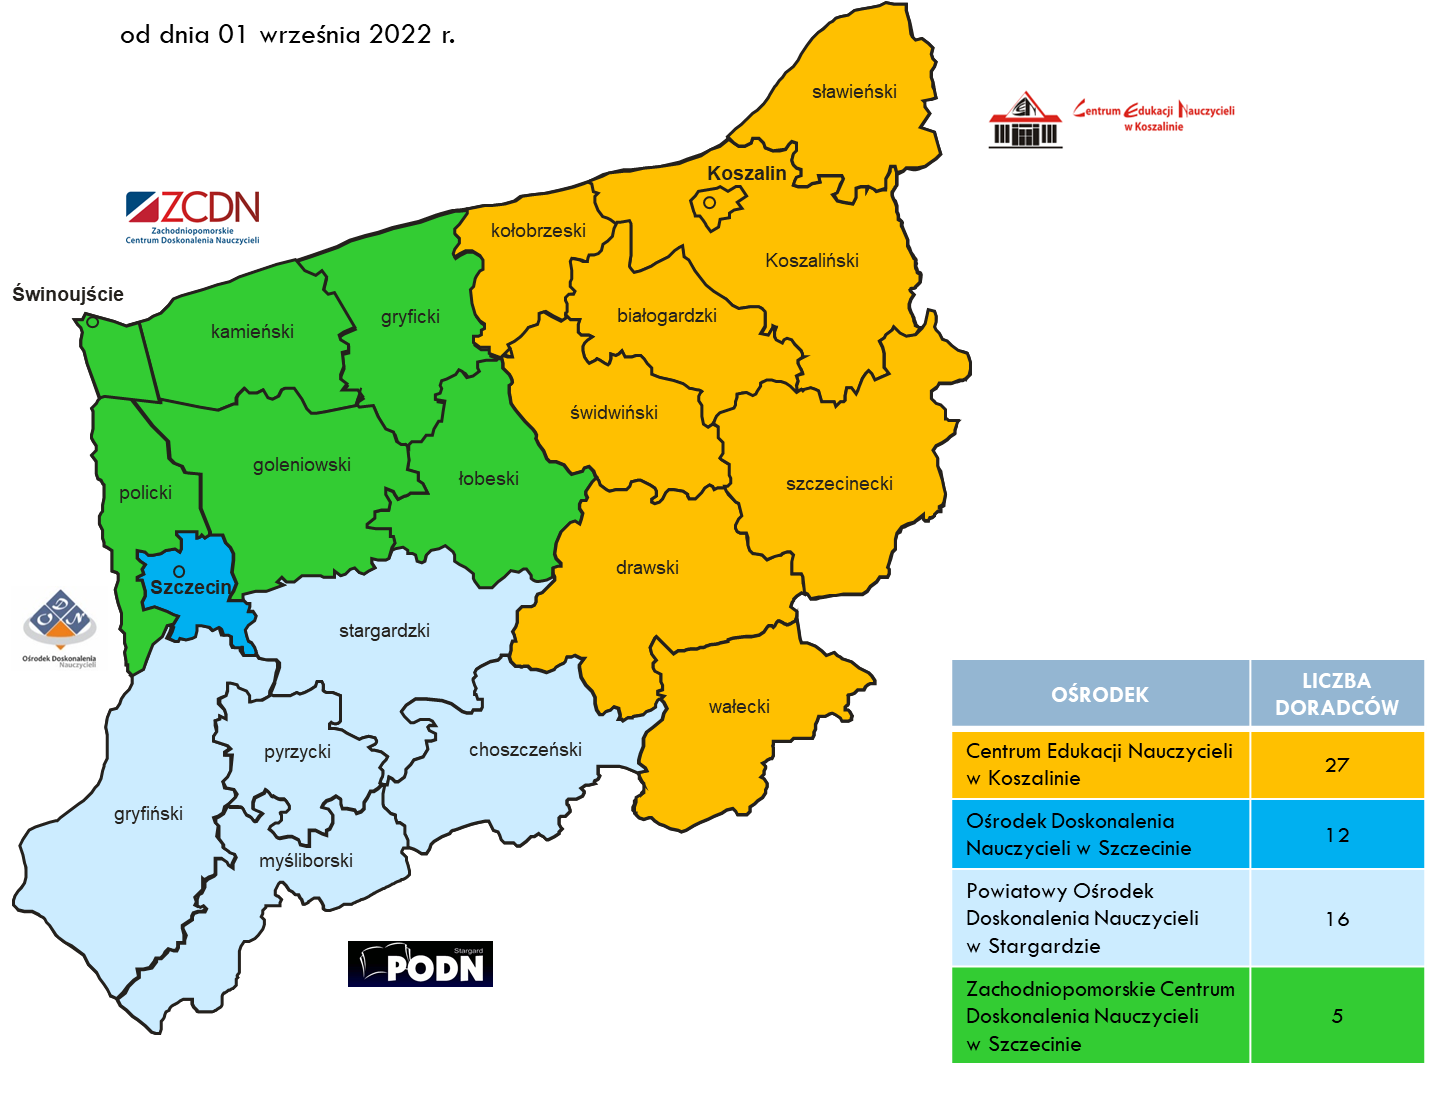 od dnia 01 września 2022 r.
sławieński
Centrum Edukacji Nauczycieli
w Koszalinie
Koszalin
ZCDN
Zachodniopomorskie
Centrum Doskonalenia Nauczycieli
kołobrzeski
Koszaliński
Świnoujście
kamieński
gryficki
białogardzki
świdwiński
goleniowski
łobeski
policki
szczecinecki
drawski
Szczecin
ODN
Ośrodek Doskonalenia
Nauczycieli
stargardzki
wałecki
pyrzycki
choszczeński
gryfiński
myśliborski
Stargard
PODN
OŚRODEK
LICZBA
DORADCÓW
Centrum Edukacji Nauczycieli
w Koszalinie
27
Ośrodek Doskonalenia
Nauczycieli w Szczecinie
12
Powiatowy Ośrodek
Doskonalenia Nauczycieli
w Stargardzie
16
Zachodniopomorskie Centrum
Doskonalenia Nauczycieli
w Szczecinie
5